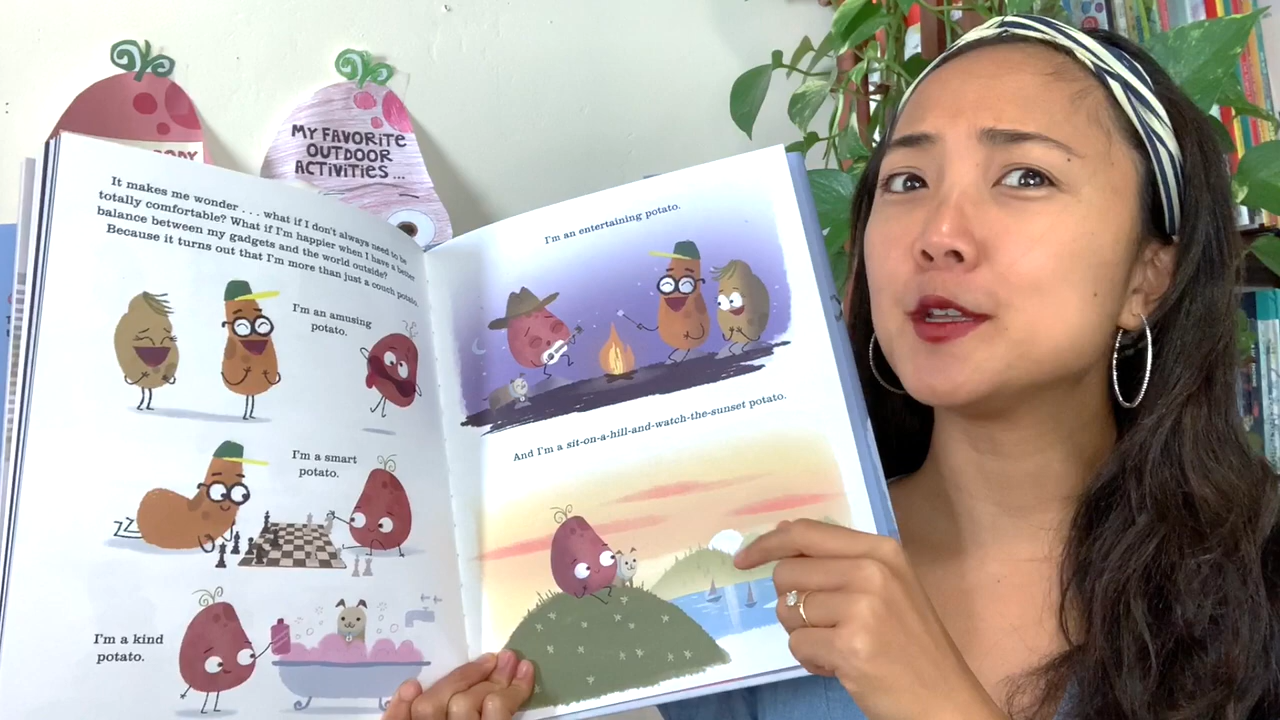 MY FAVORITE
OUTDOOR
ACTIVITIES...
It makes me wonder . . . what if I don't always need to be
totally comfortable? What if I'm happier when I have a better
balance between my gadgets and the world outside?
Because it turns out that I'm more than just a couch potato.
I'm an amusing
potato.
I'm a smart
potato.
I'm a kind
potato.
I'm an entertaining potato.
And I'm a sit-on-a-hill-and-watch-the-sunset potato.